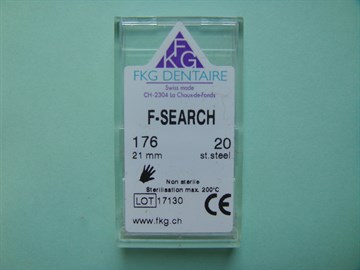 FKG
FKG DENTAIRE
Swiss made
CH-2304 La Chaux-de-Fonds
F-SEARCH
176 20
21 mm st.steel
Non sterile
Sterilisation max. 200°C
LOT 17130 CE
www.fkg.ch